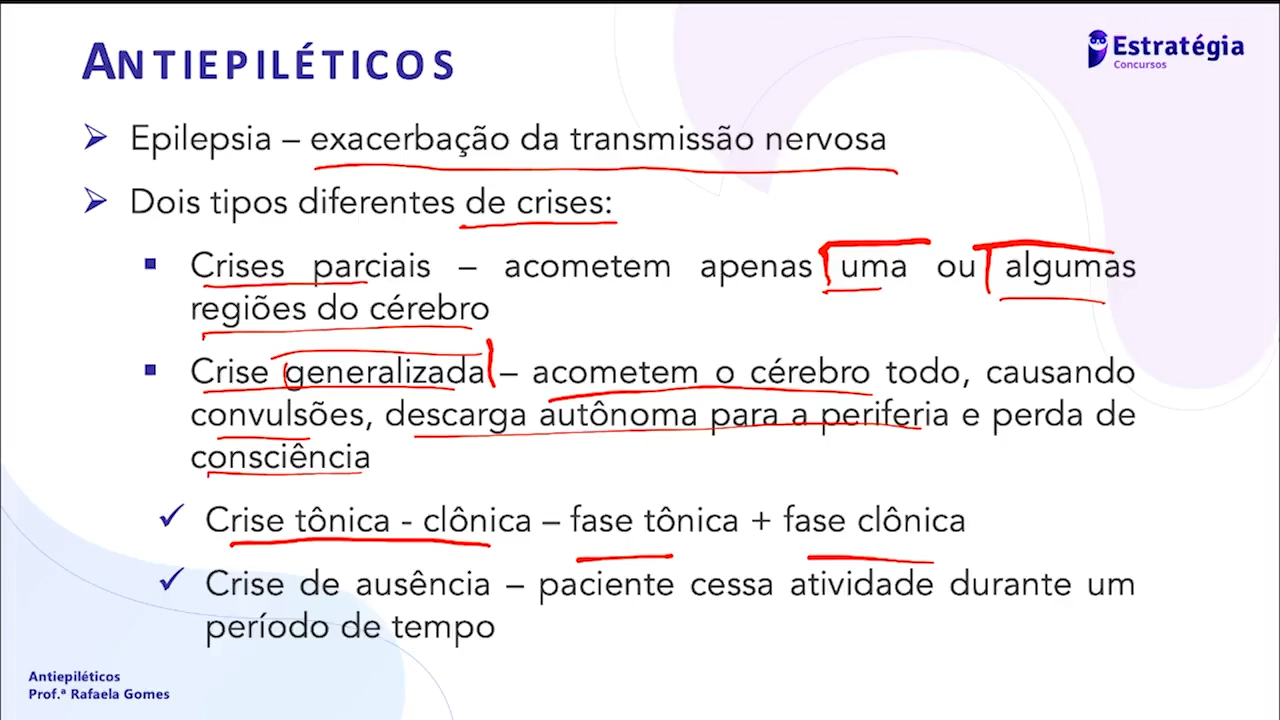 ANTIEPILÉTICOS
Estratégia
Concursos
Epilepsia – exacerbação da transmissão nervosa
Dois tipos diferentes de crises:
Crises parciais – acometem apenas uma ou algumas
regiões do cérebro
Crise generalizada – acometem o cérebro todo, causando
convulsões, descarga autônoma para a periferia e perda de
consciência
Crise tônica - clônica – fase tônica + fase clônica
Crise de ausência – paciente cessa atividade durante um
período de tempo
Antiepiléticos
Prof.ª Rafaela Gomes